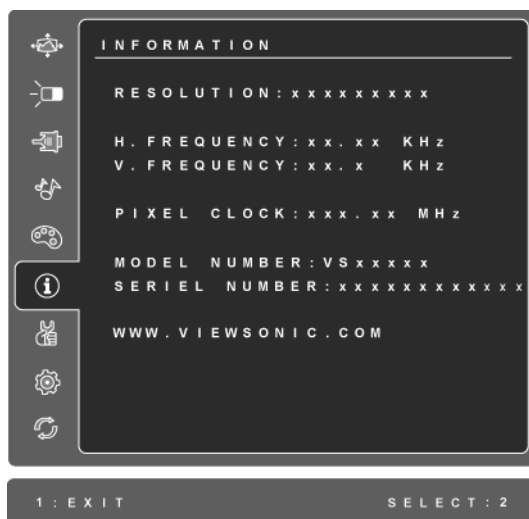 INFORMATION
RESOLUTION:xxxxxxxxx
H. FREQUENCY:xx.xx KHz
V. FREQUENCY:xx.x KHz
PIXEL CLOCK:xxx.xx MHz
MODEL NUMBER:VSxxxxx
SERIEL NUMBER:xxxxxxxxxxxx
WWW.VIEWSONIC.COM
1:EXIT SELECT:2